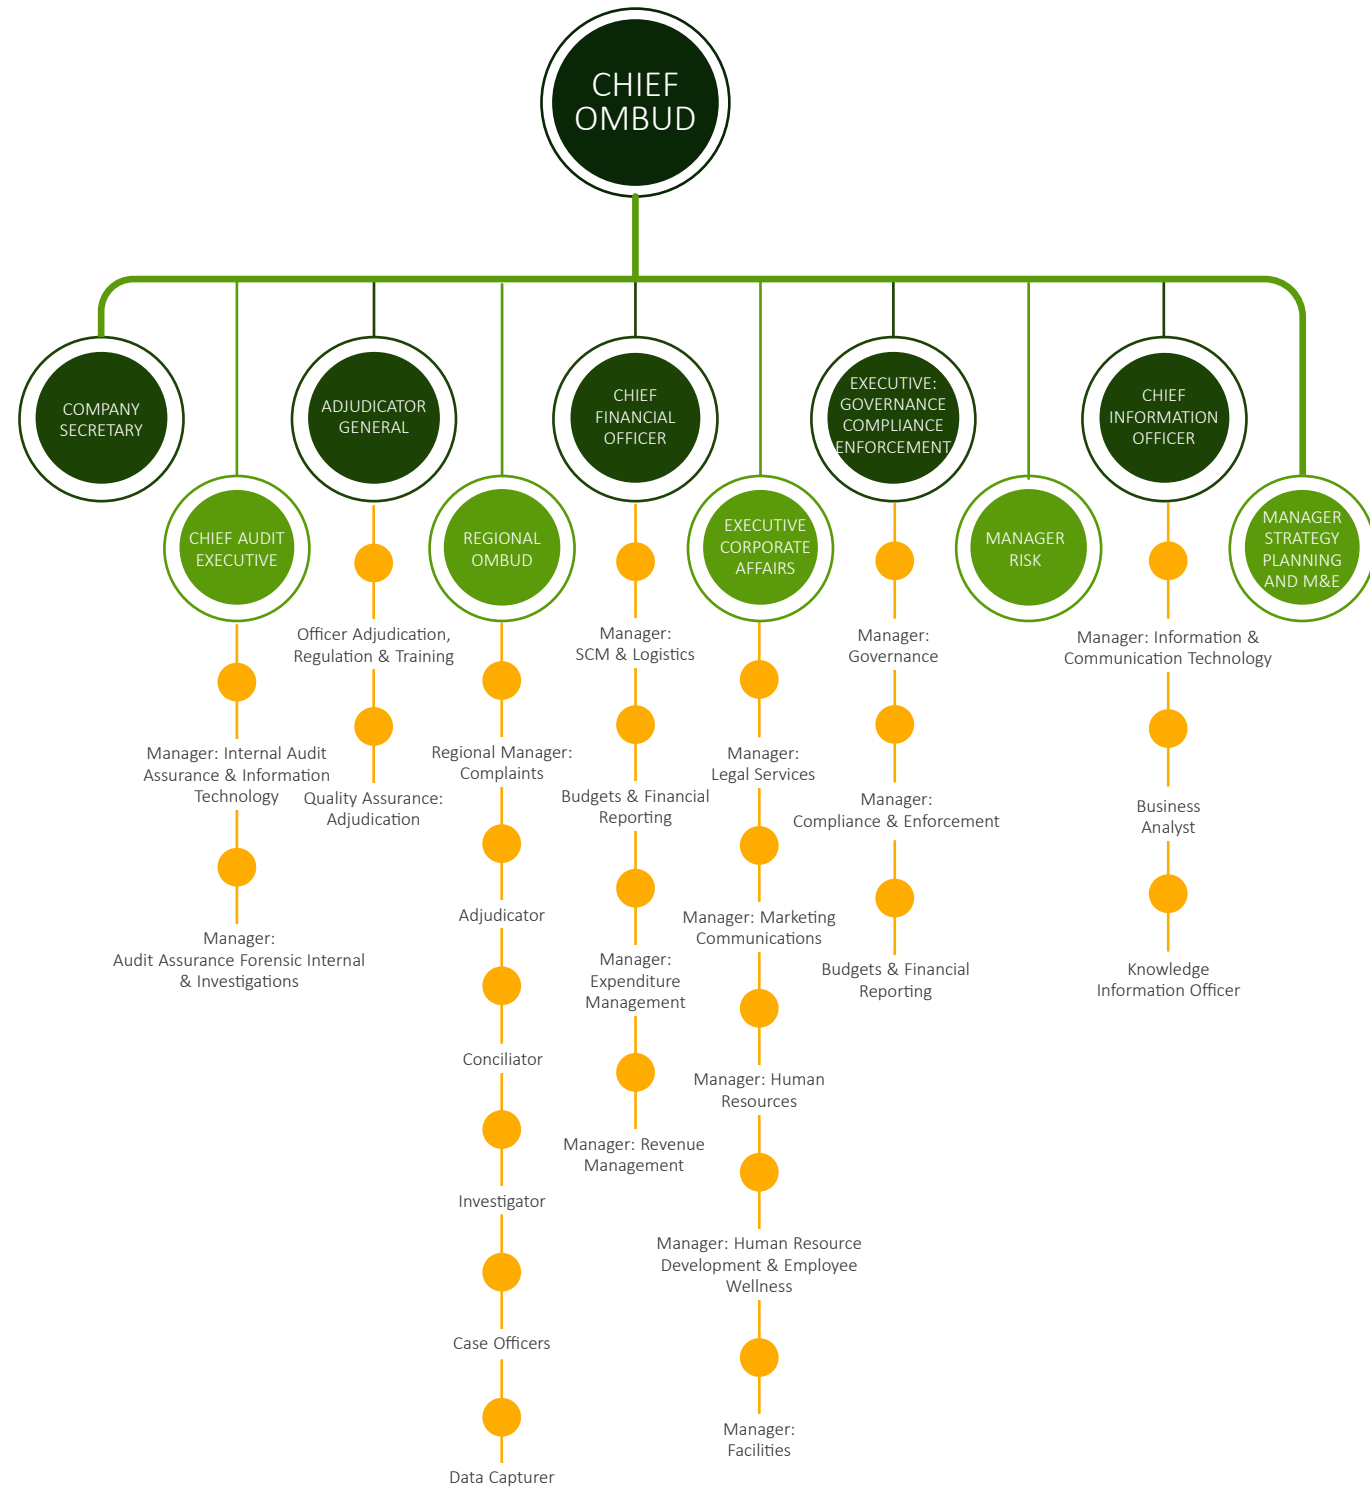 CHIEF
OMBUD
COMPANY
SECRETARY
ADJUDICATOR
GENERAL
CHIEF
FINANCIAL
OFFICER
EXECUTIVE:
GOVERNANCE
COMPLIANCE
ENFORCEMENT
CHIEF
INFORMATION
OFFICER
CHIEF AUDIT
EXECUTIVE
REGIONAL
OMBUD
EXECUTIVE
CORPORATE
AFFAIRS
MANAGER
RISK
MANAGER
STRATEGY
PLANNING
AND M&E
Manager: Internal Audit
Assurance & Information
Technology
Manager:
Audit Assurance Forensic Internal
& Investigations
Officer Adjudication,
Regulation & Training
Quality Assurance:
Adjudication
Regional Manager:
Complaints
Adjudicator
Conciliator
Investigator
Case Officers
Data Capturer
Manager:
SCM & Logistics
Budgets & Financial
Reporting
Manager:
Expenditure
Management
Manager: Revenue
Management
Manager:
Legal Services
Manager: Marketing
Communications
Manager: Human
Resources
Manager: Human Resource
Development & Employee
Wellness
Manager:
Facilities
Manager:
Governance
Manager:
Compliance & Enforcement
Budgets & Financial
Reporting
Manager: Information &
Communication Technology
Business
Analyst
Knowledge
Information Officer